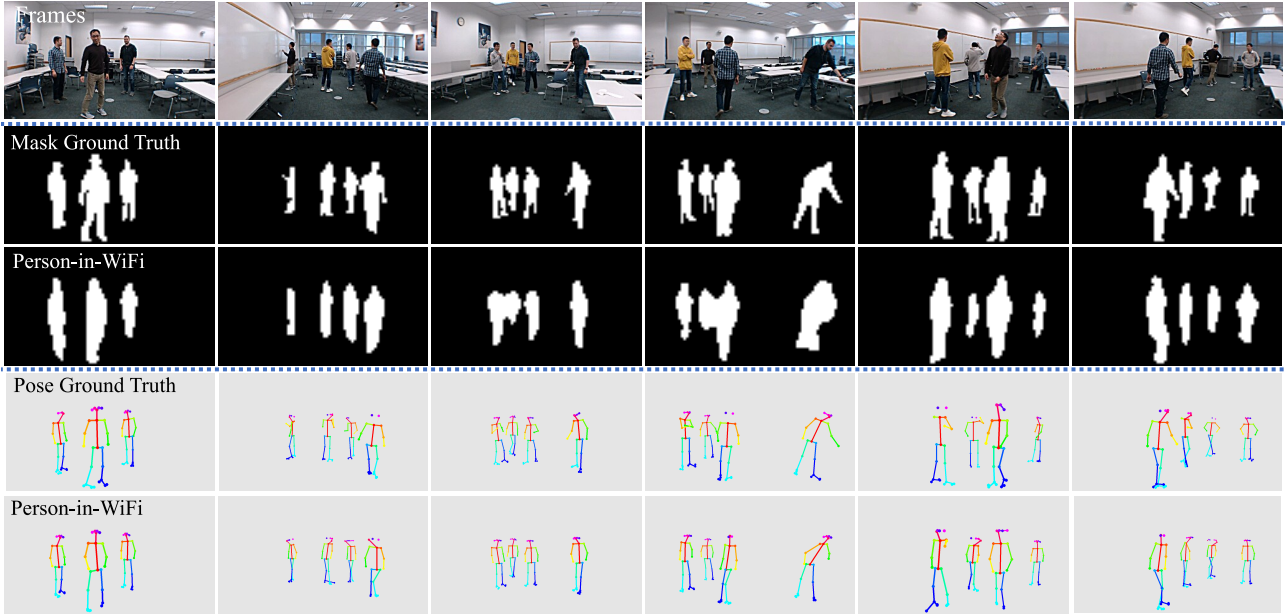 Frames
Mask Ground Truth
Person-in-WiFi
Pose Ground Truth
Person-in-WiFi